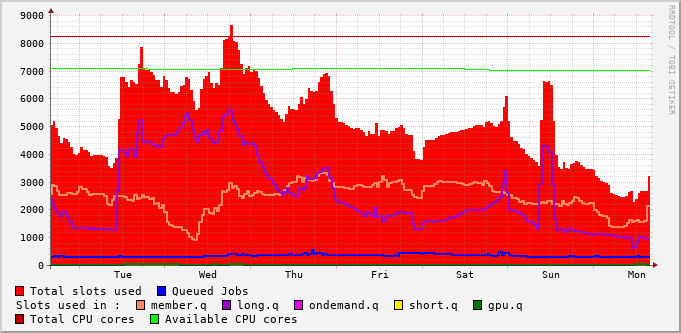 9000
8000
7000
6000
5000
4000
3000
2000
1000
0
Tue Wed Thu Fri Sat Sun Mon
RRDTOOL / TOBI OETIKER
Total slots used Queued Jobs
Slots used in : member.q long.q ondemand.q short.q gpu.q
Total CPU cores Available CPU cores